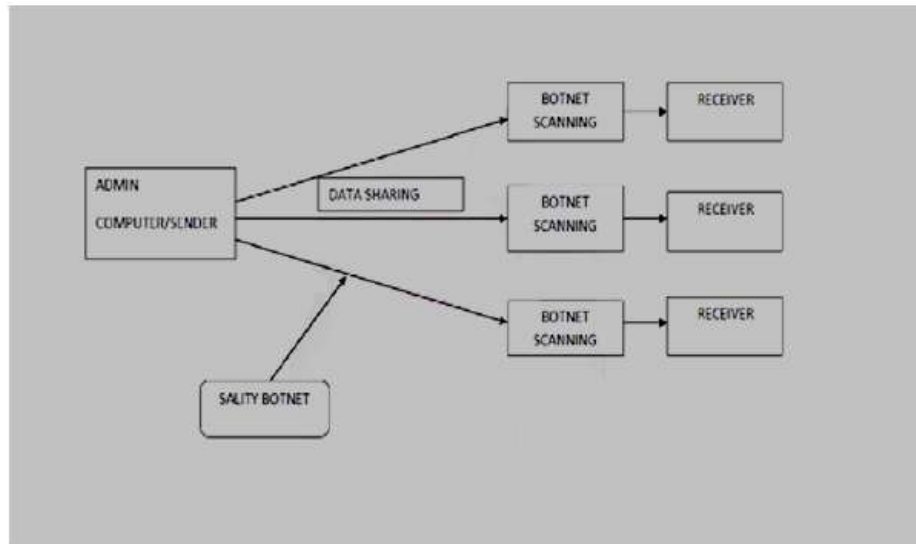 BOTNET
SCANNING
RECEIVER
ADMIN
COMPUTER/SENDER
DATA SHARING
BOTNET
SCANNING
RECEIVER
BOTNET
SCANNING
RECEIVER
SALITY BOTNET